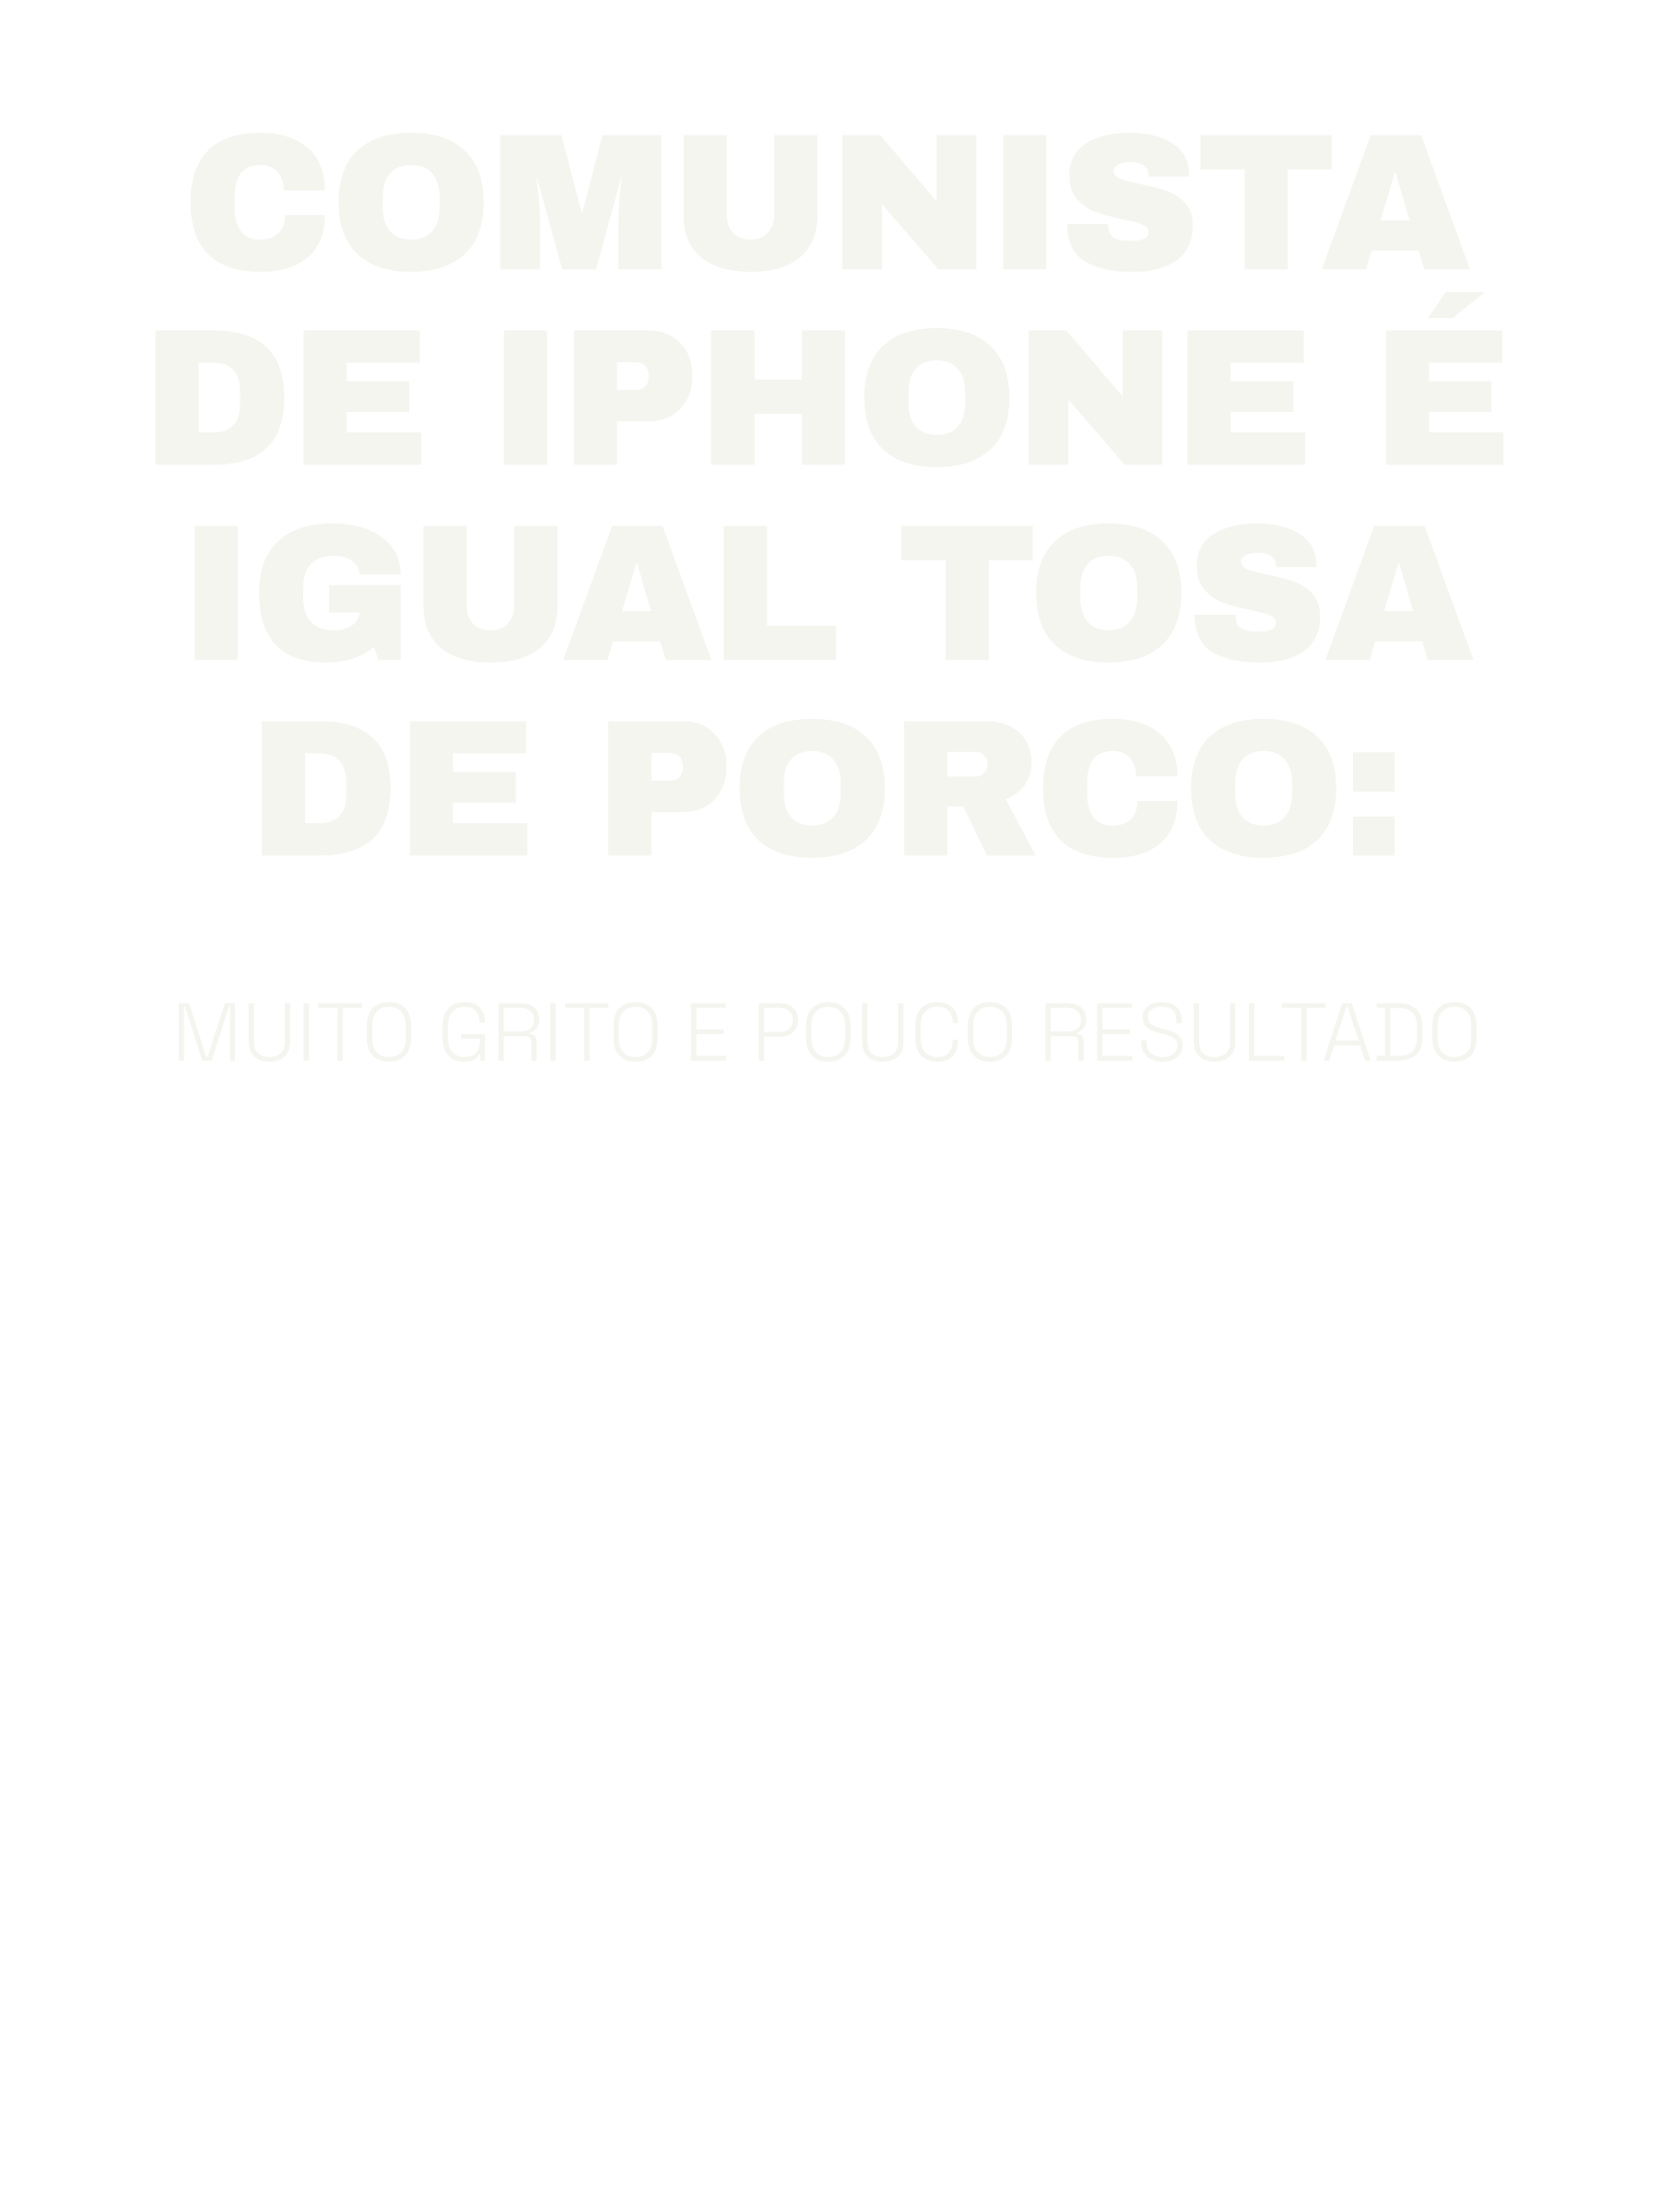 COMUNISTA
DE IPHONE É
IGUAL TOSA
DE PORCO:
MUITO GRITO E POUCO RESULTADO